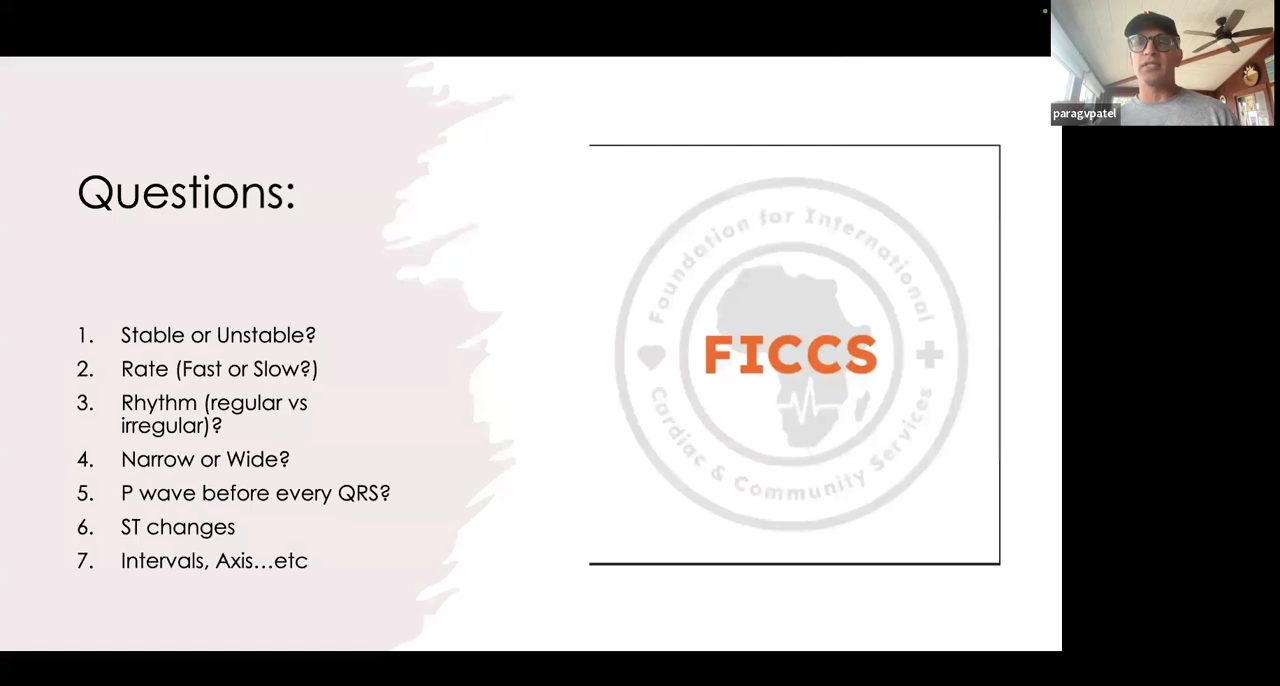 paragvpatel
Questions:
1. Stable or Unstable?
2. Rate (Fast or Slow?)
3. Rhythm (regular vs
irregular)?
4. Narrow or Wide?
5. P wave before every QRS?
6. ST changes
7. Intervals, Axis...etc
Foundation for International
FICCS
Cardiac & Community Services